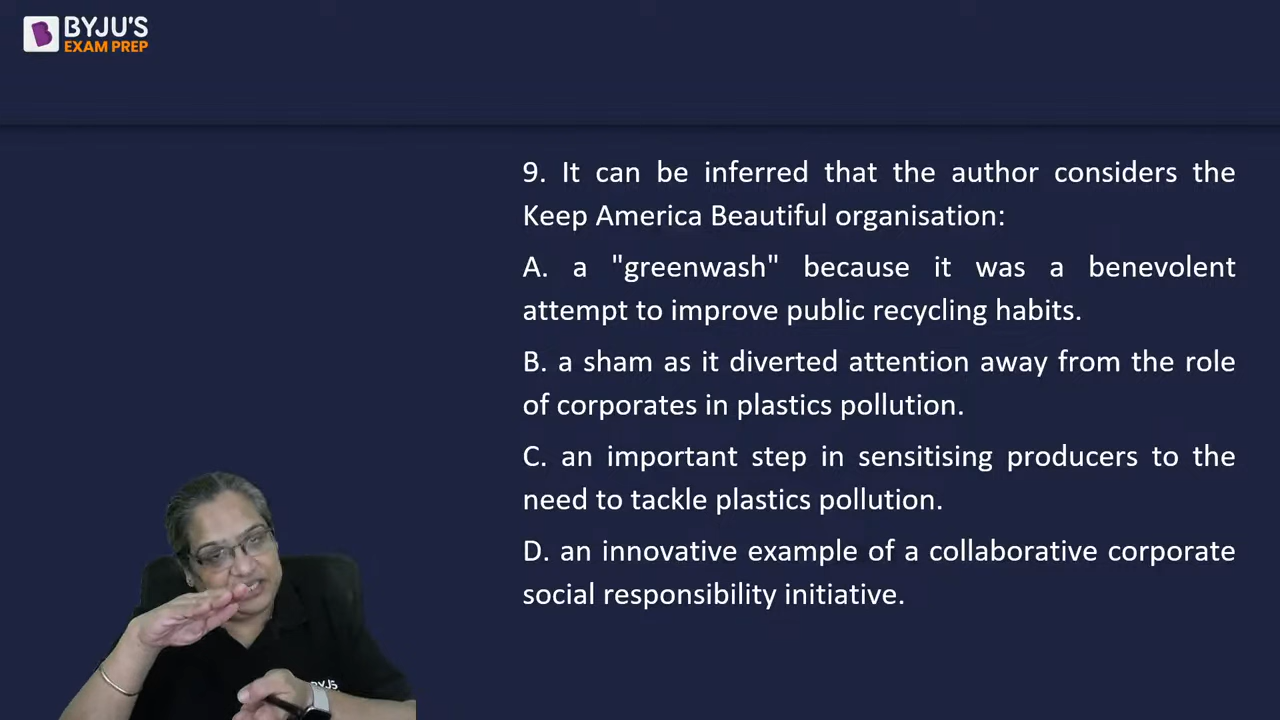 BYJU'S
EXAM PREP
9. It can be inferred that the author considers the
Keep America Beautiful organisation:
A. a "greenwash" because it was a benevolent
attempt to improve public recycling habits.
B. a sham as it diverted attention away from the role
of corporates in plastics pollution.
C. an important step in sensitising producers to the
need to tackle plastics pollution.
D. an innovative example of a collaborative corporate
social responsibility initiative.